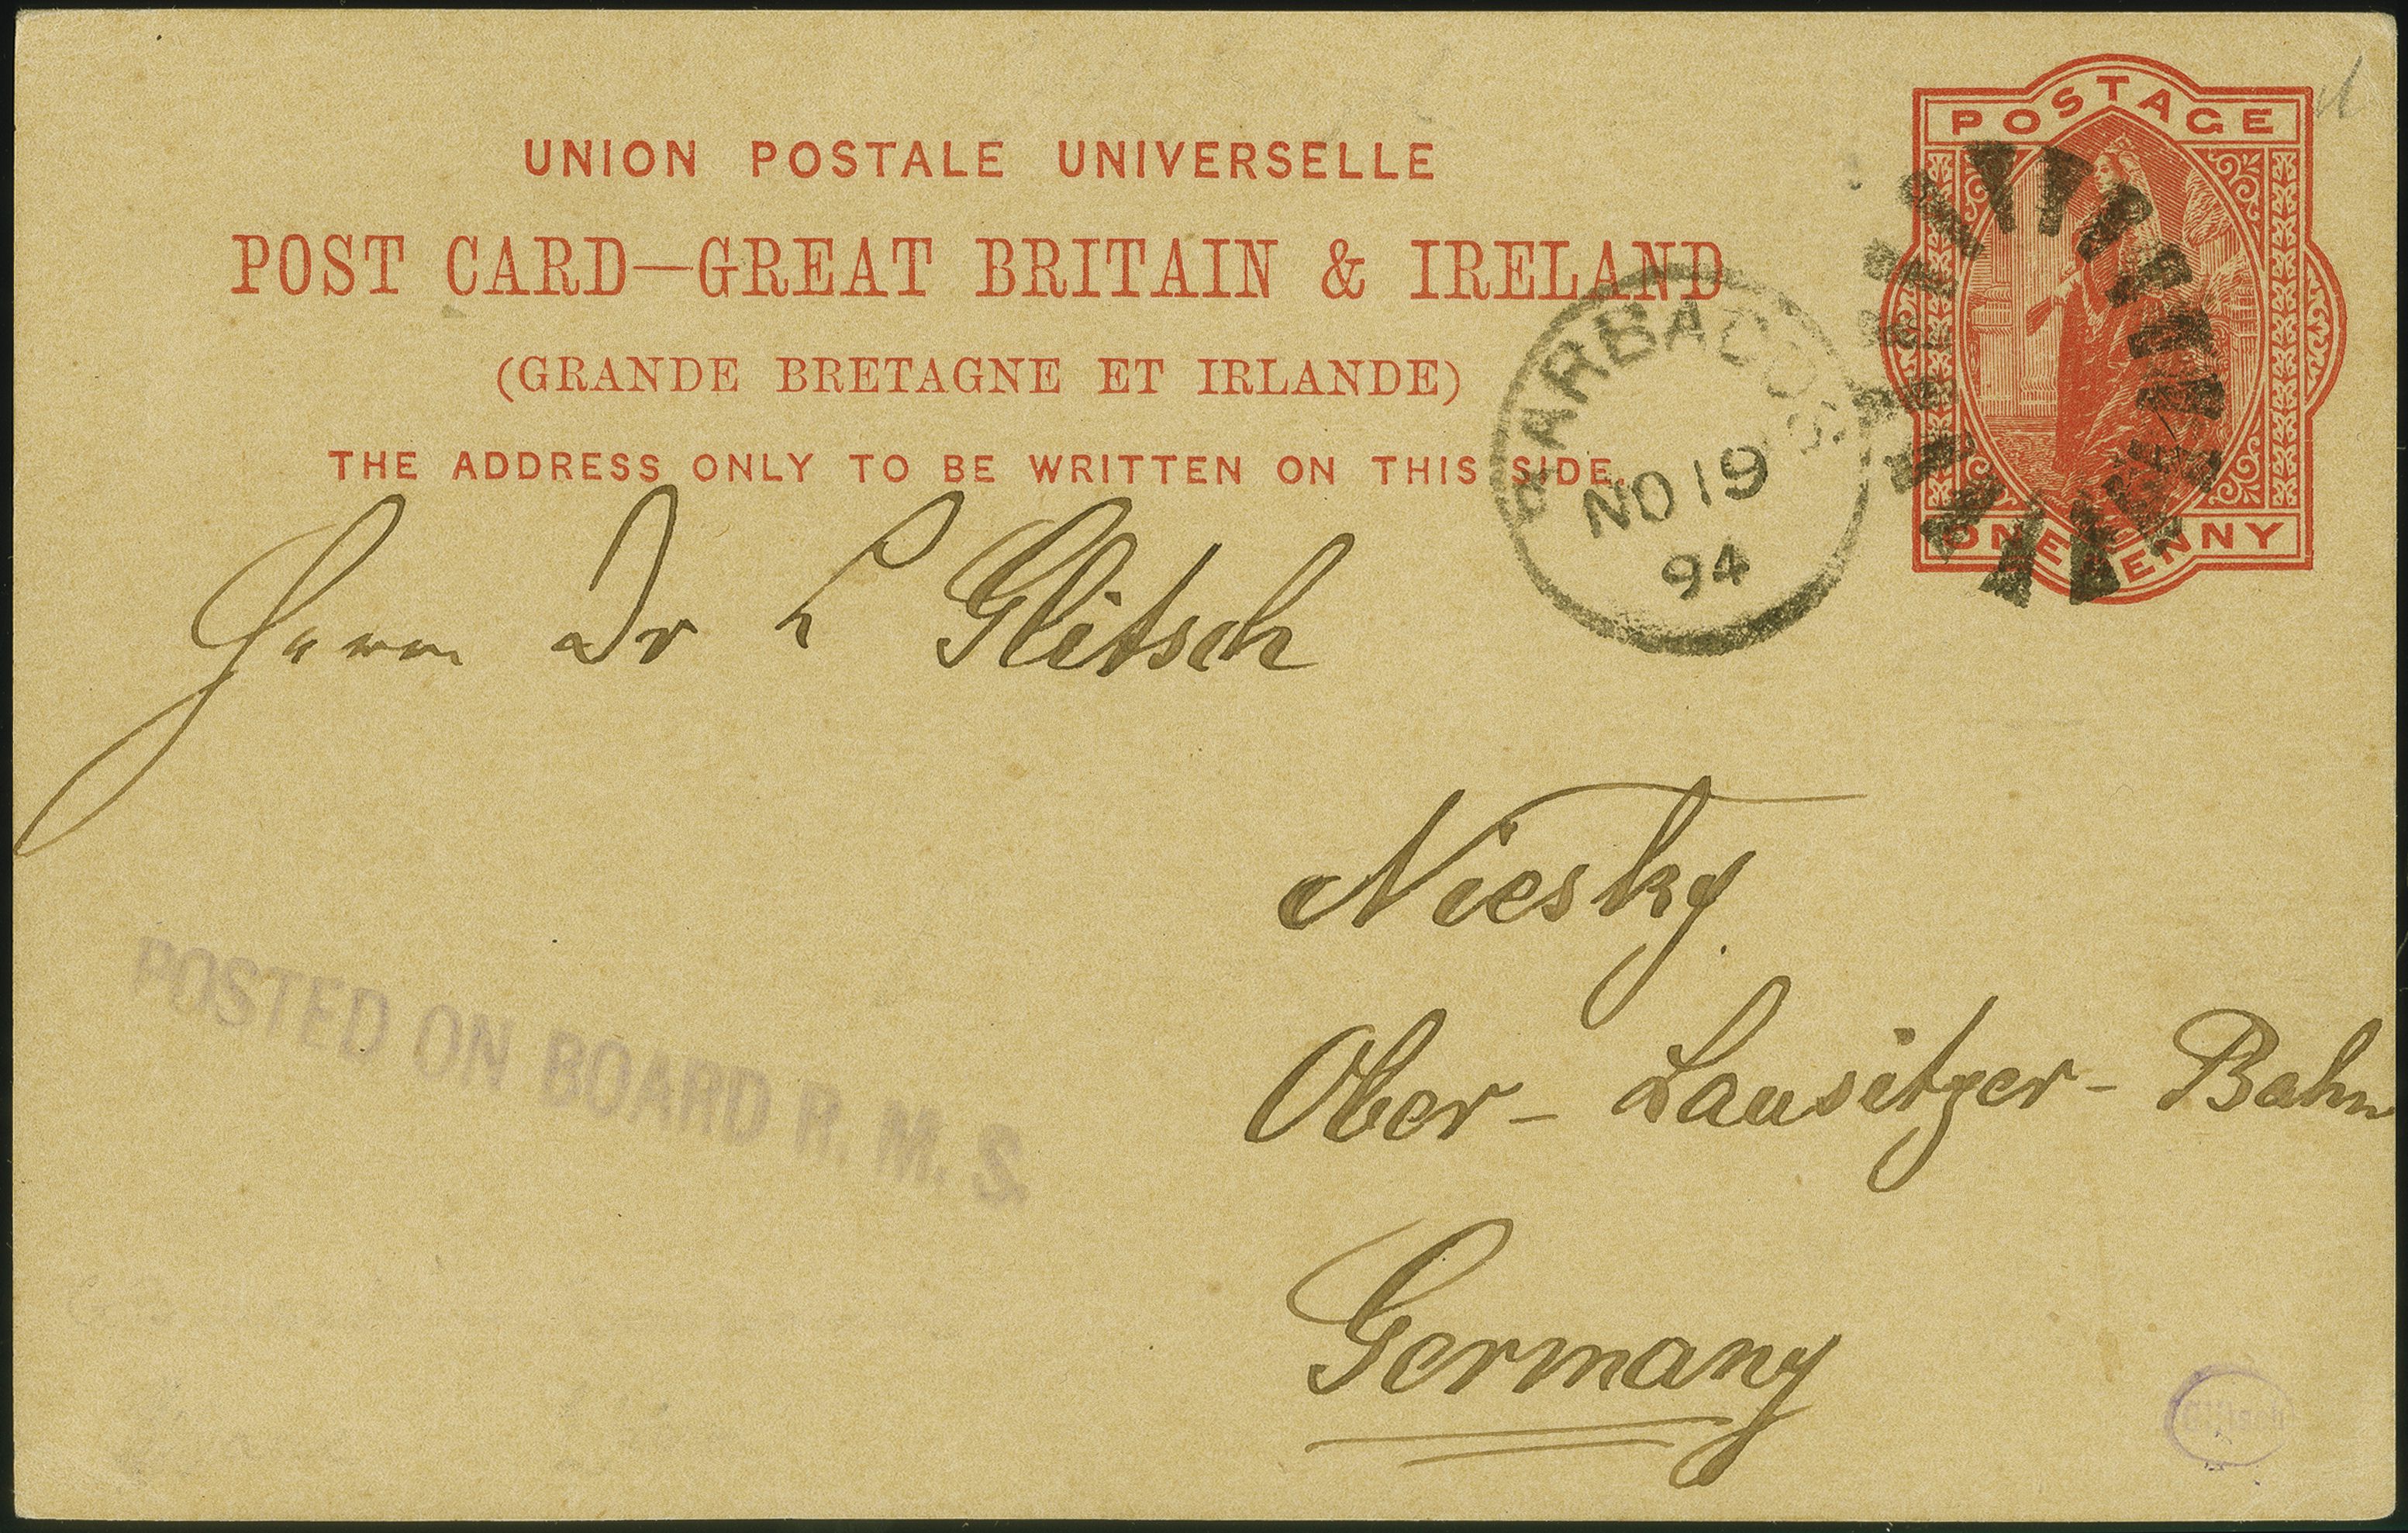 POSTAGE
UNION POSTALE UNIVERSELLE
POST CARD—GREAT BRITAIN & IRELAND
(GRANDE BRETAGNE ET IRLANDE)
THE ADDRESS ONLY TO BE WRITTEN ON THIS SIDE.
ONE PENNY
BARBADOS
NO 19
94
Herrn Dr L Glitsch
Niesky
Ober-Lausitzer-Bahn
Germany
POSTED ON BOARD R.M.S.
Glitsch